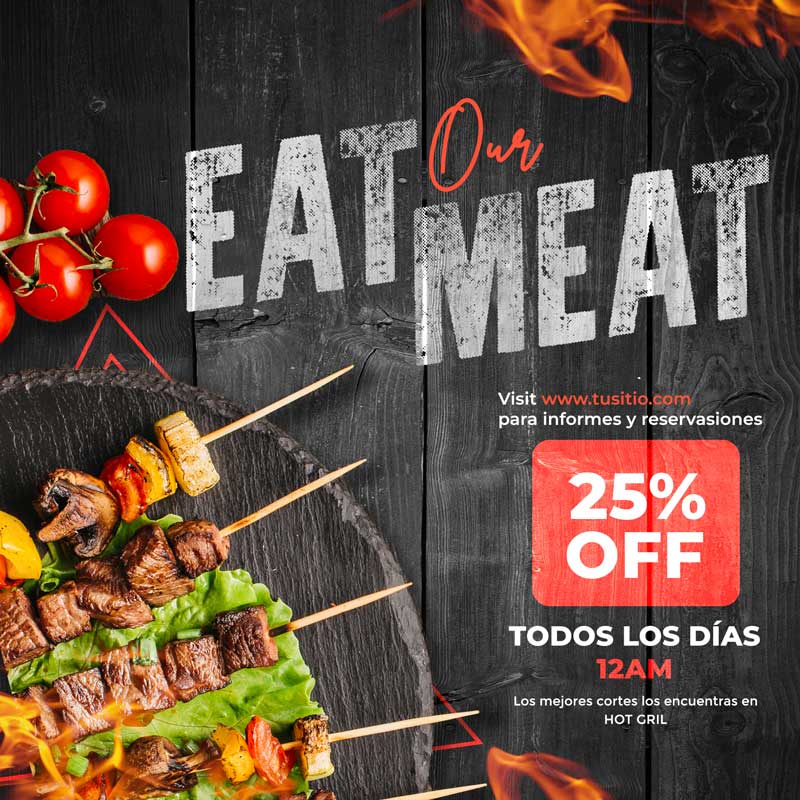 EAT Our
MEAT
Visit www.tusitio.com
para informes y reservasiones
25%
OFF
TODOS LOS DÍAS
12AM
Los mejores cortes los encuentras en
HOT GRIL